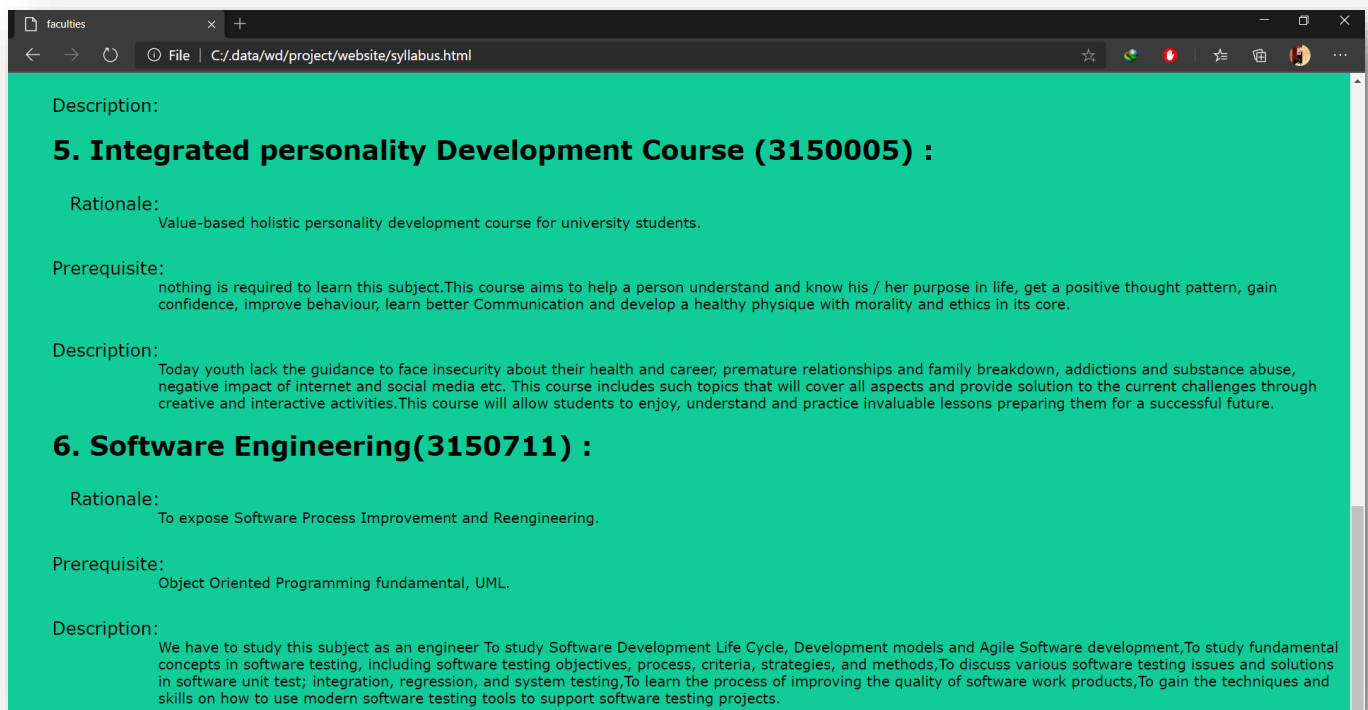 faculties
File | C:/.data/wd/project/website/syllabus.html
Description:
5. Integrated personality Development Course (3150005) :
Rationale:
Value-based holistic personality development course for university students.
Prerequisite:
nothing is required to learn this subject.This course aims to help a person understand and know his / her purpose in life, get a positive thought pattern, gain
confidence, improve behaviour, learn better Communication and develop a healthy physique with morality and ethics in its core.
Description:
Today youth lack the guidance to face insecurity about their health and career, premature relationships and family breakdown, addictions and substance abuse,
negative impact of internet and social media etc. This course includes such topics that will cover all aspects and provide solution to the current challenges through
creative and interactive activities.This course will allow students to enjoy, understand and practice invaluable lessons preparing them for a successful future.
6. Software Engineering(3150711) :
Rationale:
To expose Software Process Improvement and Reengineering.
Prerequisite:
Object Oriented Programming fundamental, UML.
Description:
We have to study this subject as an engineer To study Software Development Life Cycle, Development models and Agile Software development,To study fundamental
concepts in software testing, including software testing objectives, process, criteria, strategies, and methods,To discuss various software testing issues and solutions
in software unit test; integration, regression, and system testing,To learn the process of improving the quality of software work products,To gain the techniques and
skills on how to use modern software testing tools to support software testing projects.